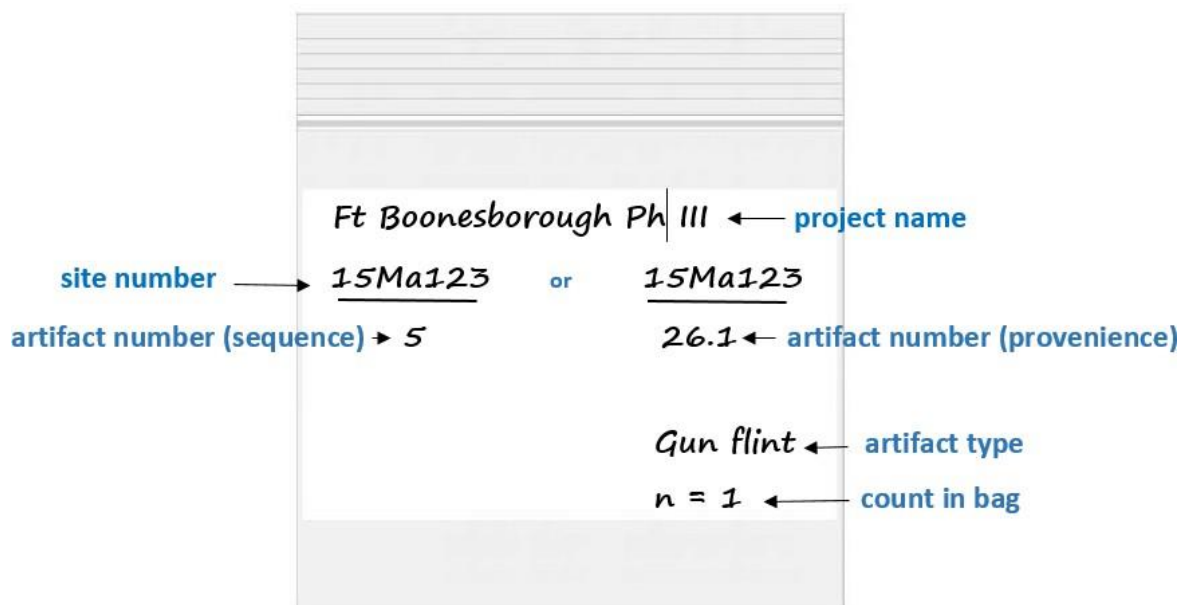 Ft Boonesborough Ph III project name
site number 15Ma123 or 15Ma123
artifact number (sequence) 5 26.1 artifact number (provenience)
Gun flint artifact type
n = 1 count in bag